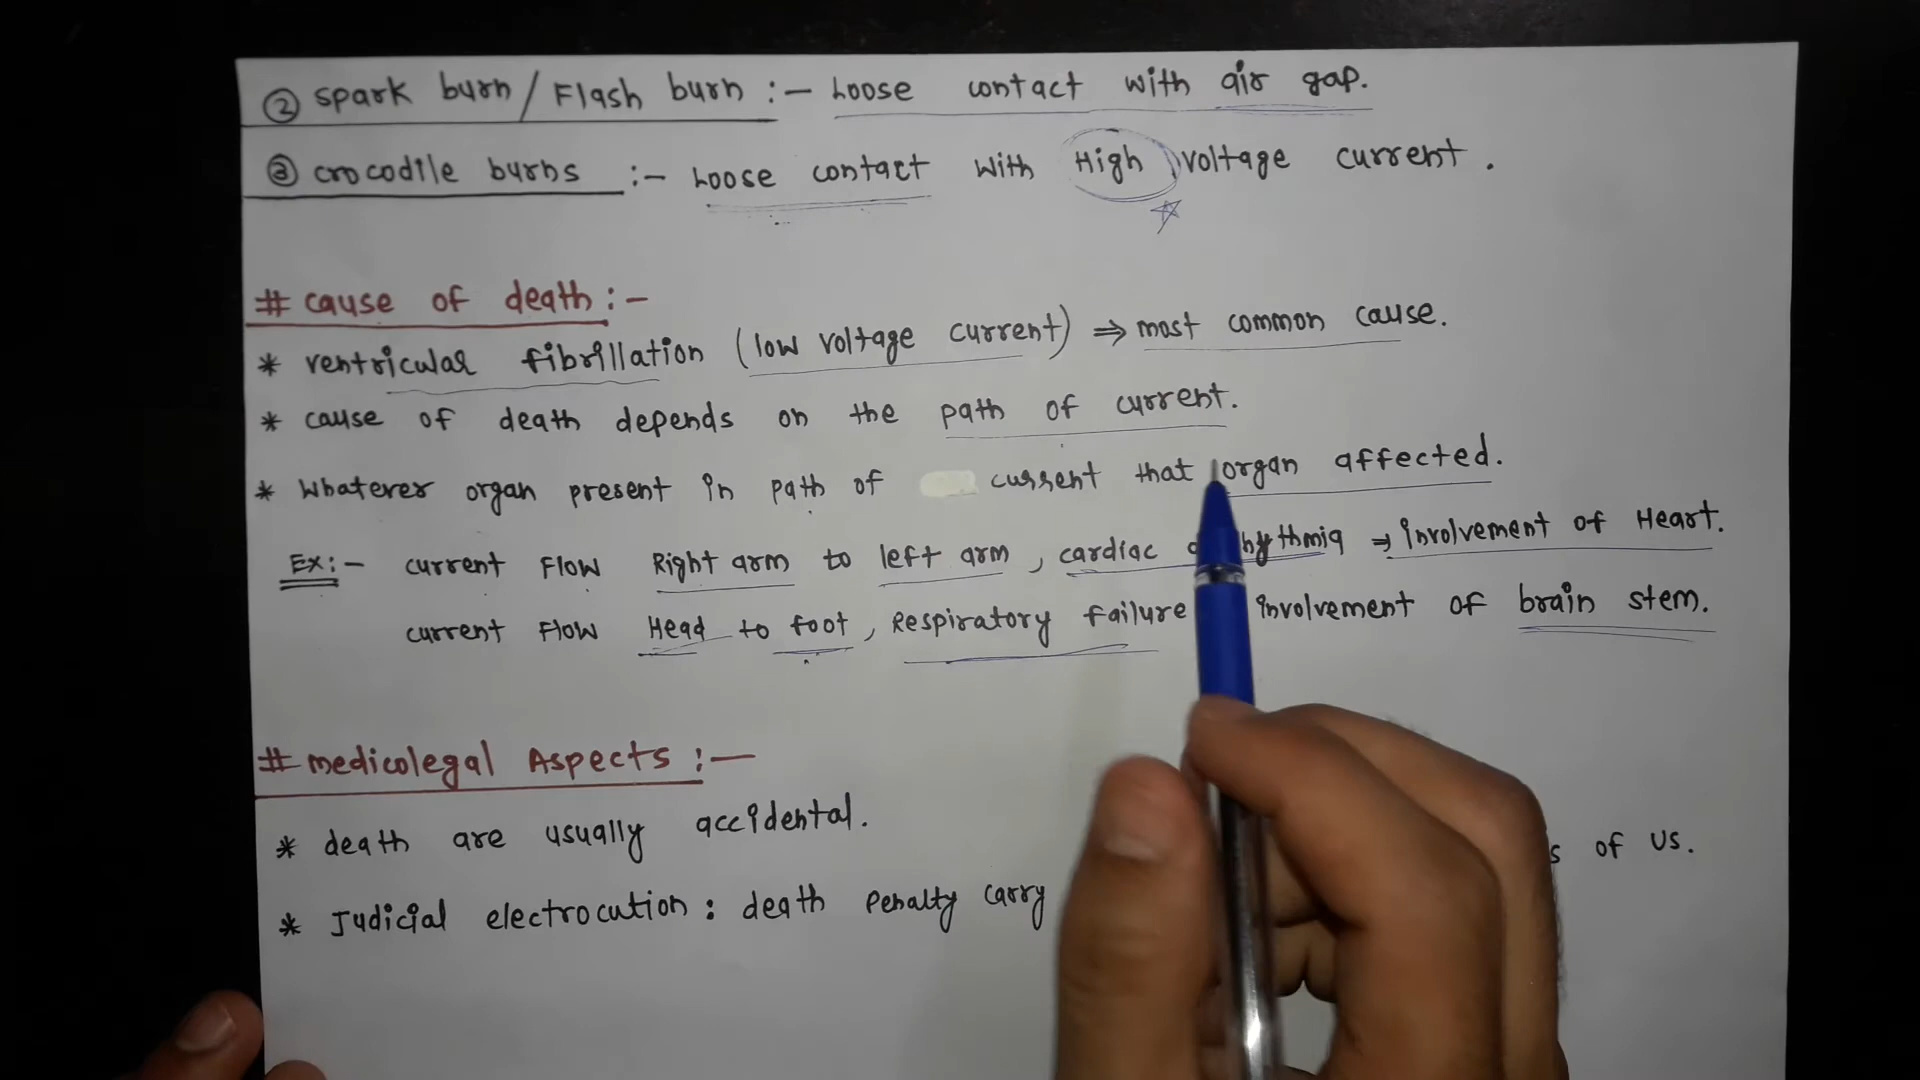 ② spark burn / Flash burn :- Loose contact with air gap.
③ crocodile burns :- Loose contact with High voltage current.
# cause of death :-
* ventricular fibrillation (low voltage current) ⇒ most common cause.
* cause of death depends on the path of current.
* Whatever organ present in path of current that organ affected.
Ex:- current Flow Right arm to left arm, cardiac → involvement of Heart.
current Flow Head to foot, Respiratory failure involvement of brain stem.
# medicolegal Aspects :-
* death are usually accidental.
* Judicial electrocution: death Penalty carry of US.